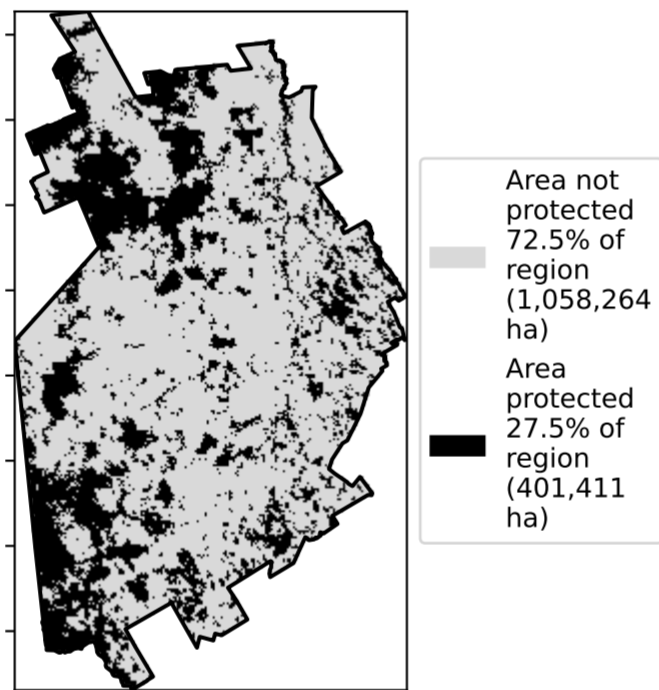 Area not
protected
72.5% of
region
(1,058,264
ha)
Area
protected
27.5% of
region
(401,411
ha)